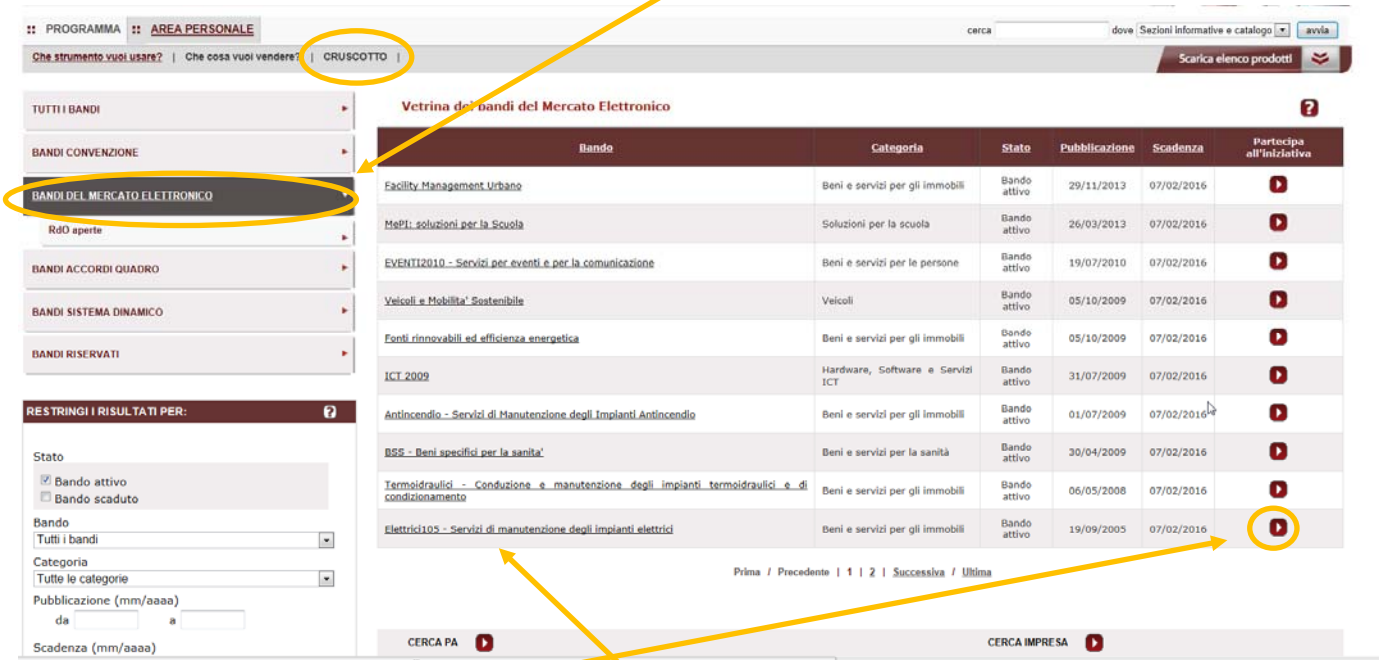 :: PROGRAMMA :: AREA PERSONALE
cerca dove Sezioni informative e catalogo avvia
Che strumento vuoi usare? | Che cosa vuoi vendere? | CRUSCOTTO |
Scarica elenco prodotti
TUTTI I BANDI
BANDI CONVENZIONE
BANDI DEL MERCATO ELETTRONICO
RdO aperte
BANDI ACCORDI QUADRO
BANDI SISTEMA DINAMICO
BANDI RISERVATI
RESTRINGI I RISULTATI PER: ?
Stato
Bando attivo
Bando scaduto
Bando
Tutti i bandi
Categoria
Tutte le categorie
Pubblicazione (mm/aaaa)
da a
Scadenza (mm/aaaa)
Vetrina dei bandi del Mercato Elettronico ?
Bando Categoria Stato Pubblicazione Scadenza Partecipa all'iniziativa
Facility Management Urbano Beni e servizi per gli immobili Bando attivo 29/11/2013 07/02/2016
MePI: soluzioni per la Scuola Soluzioni per la scuola Bando attivo 26/03/2013 07/02/2016
EVENTI2010 - Servizi per eventi e per la comunicazione Beni e servizi per le persone Bando attivo 19/07/2010 07/02/2016
Veicoli e Mobilita' Sostenibile Veicoli Bando attivo 05/10/2009 07/02/2016
Fonti rinnovabili ed efficienza energetica Beni e servizi per gli immobili Bando attivo 05/10/2009 07/02/2016
ICT 2009 Hardware, Software e Servizi ICT Bando attivo 31/07/2009 07/02/2016
Antincendio - Servizi di Manutenzione degli Impianti Antincendio Beni e servizi per gli immobili Bando attivo 01/07/2009 07/02/2016
BSS - Beni specifici per la sanita' Beni e servizi per la sanità Bando attivo 30/04/2009 07/02/2016
Termoidraulici - Conduzione e manutenzione degli impianti termoidraulici e di condizionamento Beni e servizi per gli immobili Bando attivo 06/05/2008 07/02/2016
Elettrici105 - Servizi di manutenzione degli impianti elettrici Beni e servizi per gli immobili Bando attivo 19/09/2005 07/02/2016
Prima / Precedente | 1 | 2 | Successiva / Ultima
CERCA PA CERCA IMPRESA